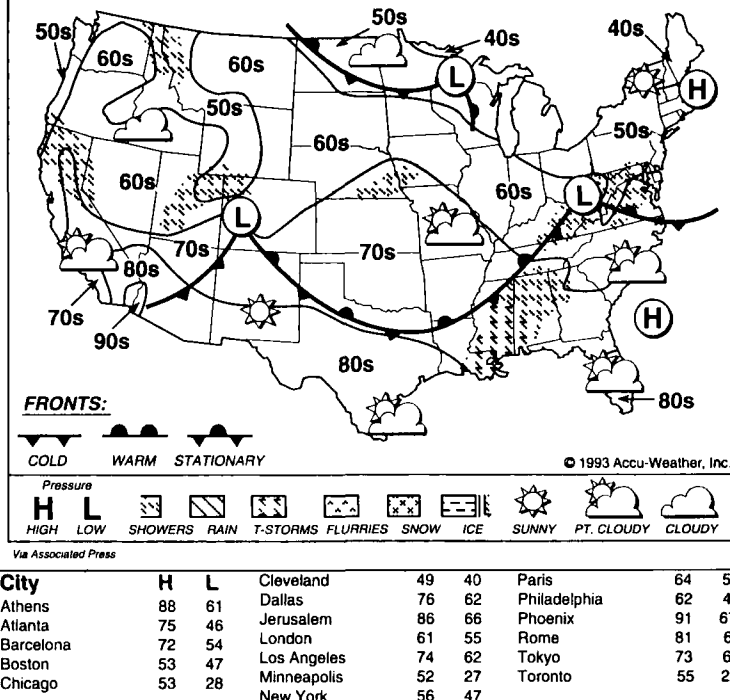 50s
40s
40s
50s
60s
60s
L
H
50s
50s
60s
60s
60s
L
L
70s
70s
80s
70s
90s
H
80s
80s
FRONTS:
COLD WARM STATIONARY
© 1993 Accu-Weather, Inc.
Pressure
H L
HIGH LOW SHOWERS RAIN T-STORMS FLURRIES SNOW ICE SUNNY PT. CLOUDY CLOUDY
Via Associated Press
City H L
Athens 88 61
Atlanta 75 46
Barcelona 72 54
Boston 53 47
Chicago 53 28
Cleveland 49 40
Dallas 76 62
Jerusalem 86 66
London 61 55
Los Angeles 74 62
Minneapolis 52 27
New York 56 47
Paris 64
Philadelphia 62
Phoenix 91
Rome 81
Tokyo 73
Toronto 55